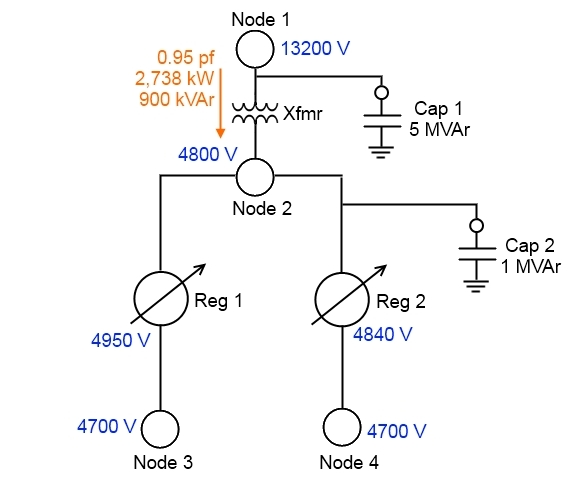 Node 1
13200 V
0.95 pf
2,738 kW
900 kVAr
Xfmr
Cap 1
5 MVAr
4800 V
Node 2
Cap 2
1 MVAr
Reg 1
Reg 2
4950 V
4840 V
4700 V
4700 V
Node 3
Node 4